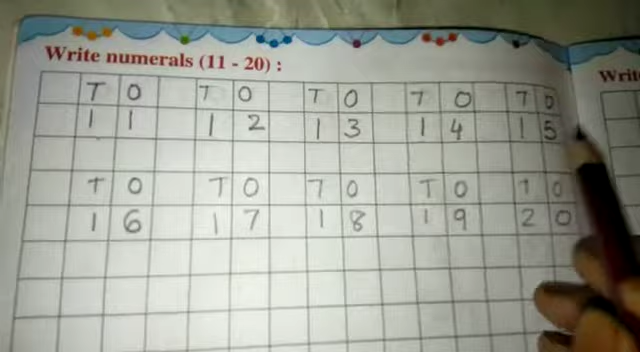 Write numerals (11 - 20) :
T O T O T O T O T O
1 1 1 2 1 3 1 4 1 5
T O T O T O T O T O
1 6 1 7 1 8 1 9 2 0
Write